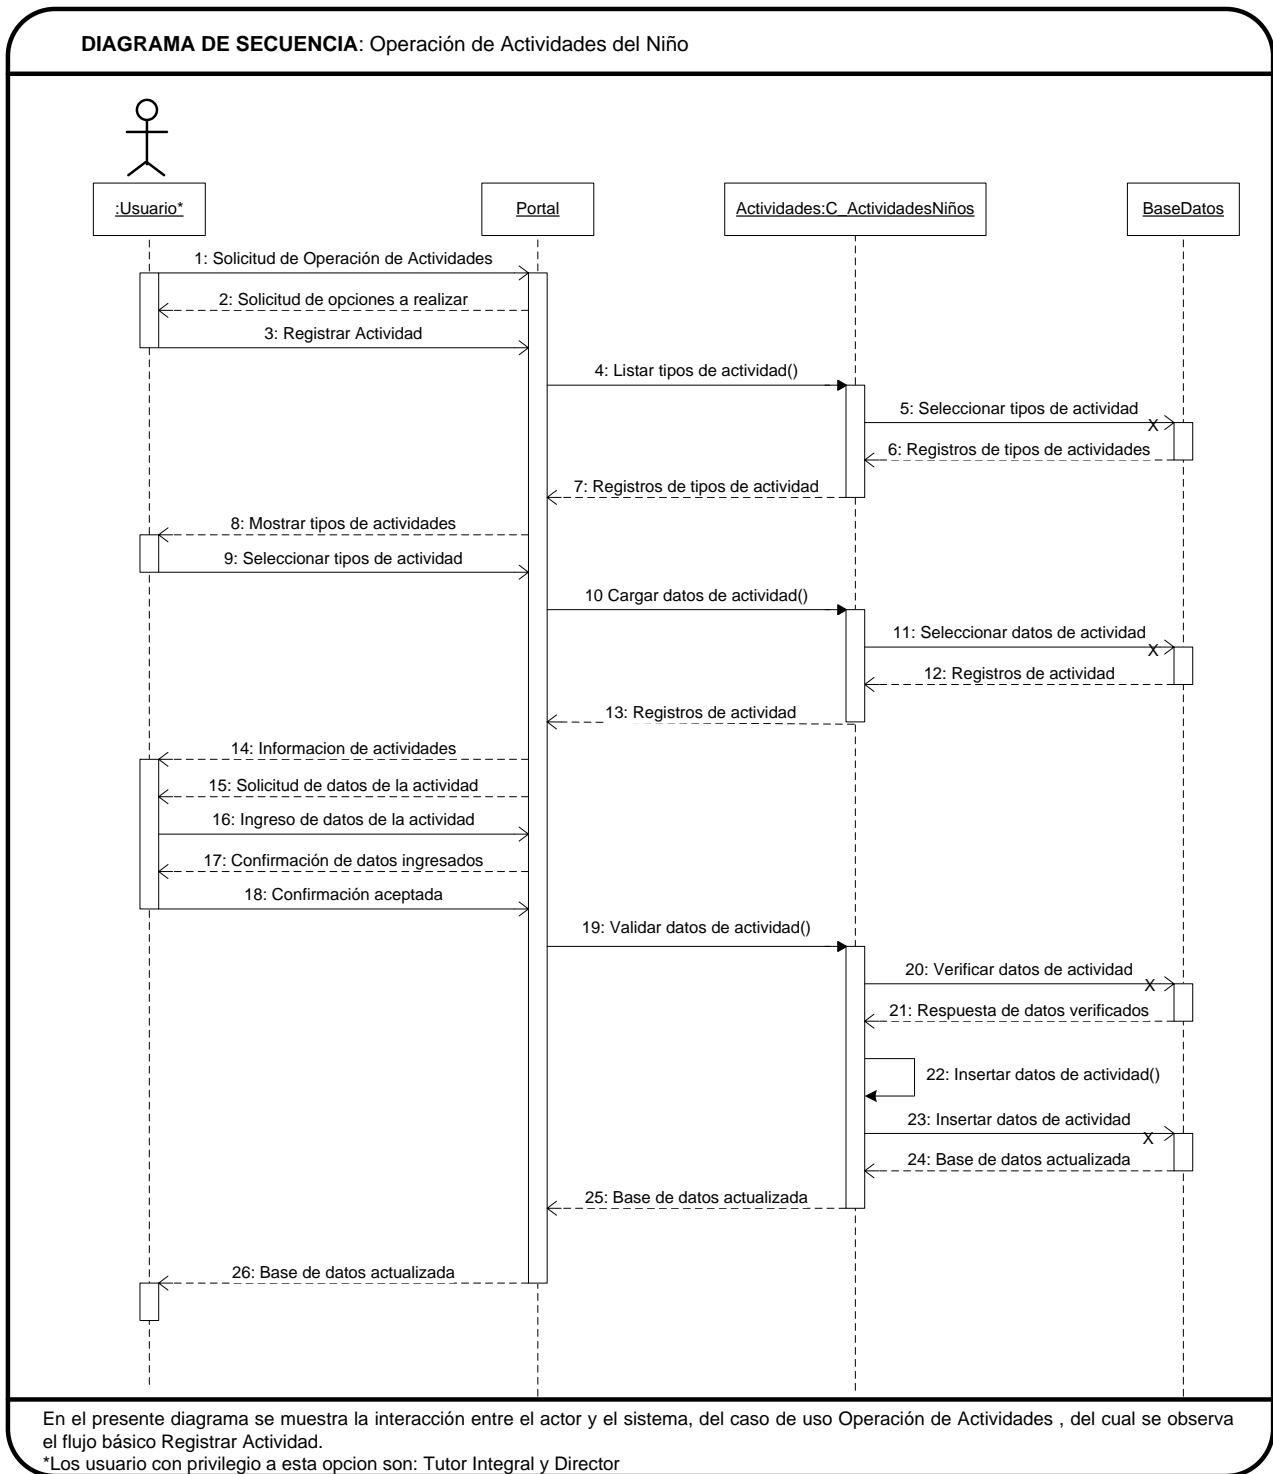 DIAGRAMA DE SECUENCIA: Operación de Actividades del Niño
:Usuario*
Portal
Actividades:C_ActividadesNiños
BaseDatos
1: Solicitud de Operación de Actividades
2: Solicitud de opciones a realizar
3: Registrar Actividad
4: Listar tipos de actividad()
5: Seleccionar tipos de actividad
X
6: Registros de tipos de actividades
7: Registros de tipos de actividad
8: Mostrar tipos de actividades
9: Seleccionar tipos de actividad
10 Cargar datos de actividad()
11: Seleccionar datos de actividad
X
12: Registros de actividad
13: Registros de actividad
14: Informacion de actividades
15: Solicitud de datos de la actividad
16: Ingreso de datos de la actividad
17: Confirmación de datos ingresados
18: Confirmación aceptada
19: Validar datos de actividad()
20: Verificar datos de actividad
X
21: Respuesta de datos verificados
22: Insertar datos de actividad()
23: Insertar datos de actividad
X
24: Base de datos actualizada
25: Base de datos actualizada
26: Base de datos actualizada
En el presente diagrama se muestra la interacción entre el actor y el sistema, del caso de uso Operación de Actividades , del cual se observa
el flujo básico Registrar Actividad.
*Los usuario con privilegio a esta opcion son: Tutor Integral y Director